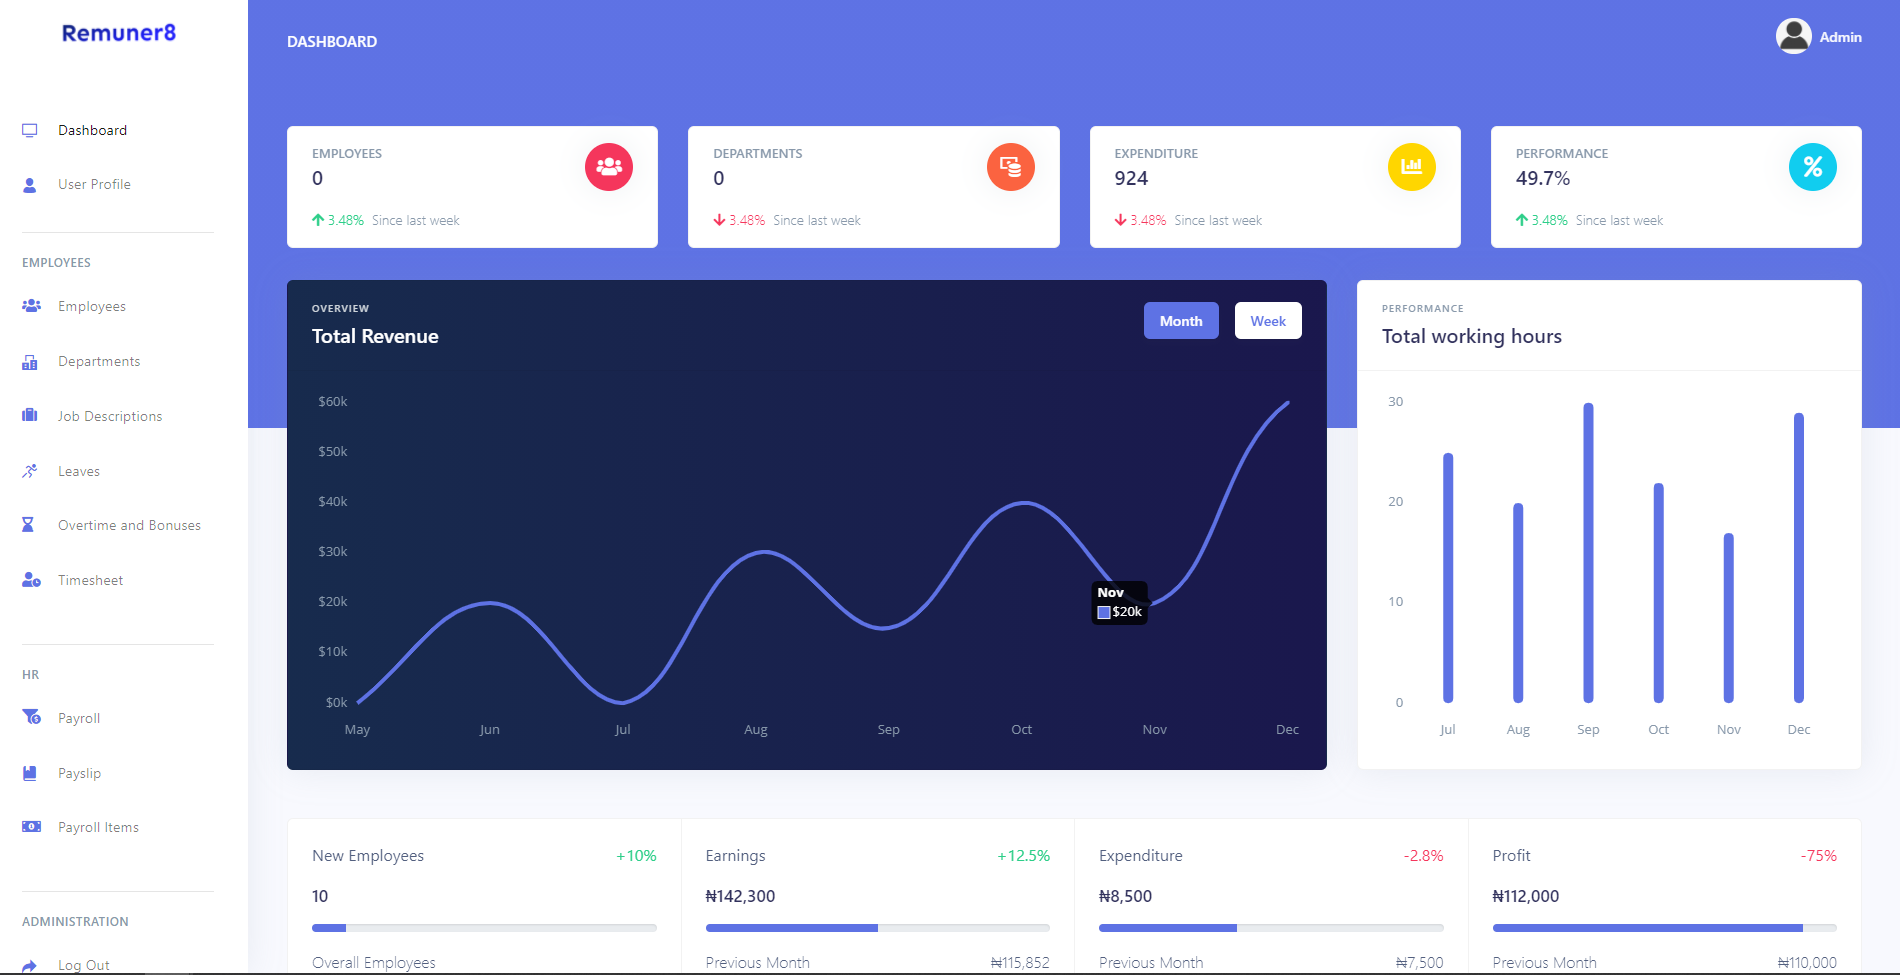 Remuner8
Dashboard
User Profile
EMPLOYEES
Employees
Departments
Job Descriptions
Leaves
Overtime and Bonuses
Timesheet
HR
Payroll
Payslip
Payroll Items
ADMINISTRATION
Log Out
DASHBOARD
Admin
EMPLOYEES
0
3.48% Since last week
DEPARTMENTS
0
3.48% Since last week
EXPENDITURE
924
3.48% Since last week
PERFORMANCE
49.7%
3.48% Since last week
OVERVIEW
Total Revenue
Month Week
$60k
$50k
$40k
$30k
$20k
$10k
$0k
Nov
$20k
May Jun Jul Aug Sep Oct Nov Dec
PERFORMANCE
Total working hours
30
20
10
0
Jul Aug Sep Oct Nov Dec
New Employees +10%
10
Overall Employees
Earnings +12.5%
₦142,300
Previous Month ₦115,852
Expenditure -2.8%
₦8,500
Previous Month ₦7,500
Profit -75%
₦112,000
Previous Month ₦110,000